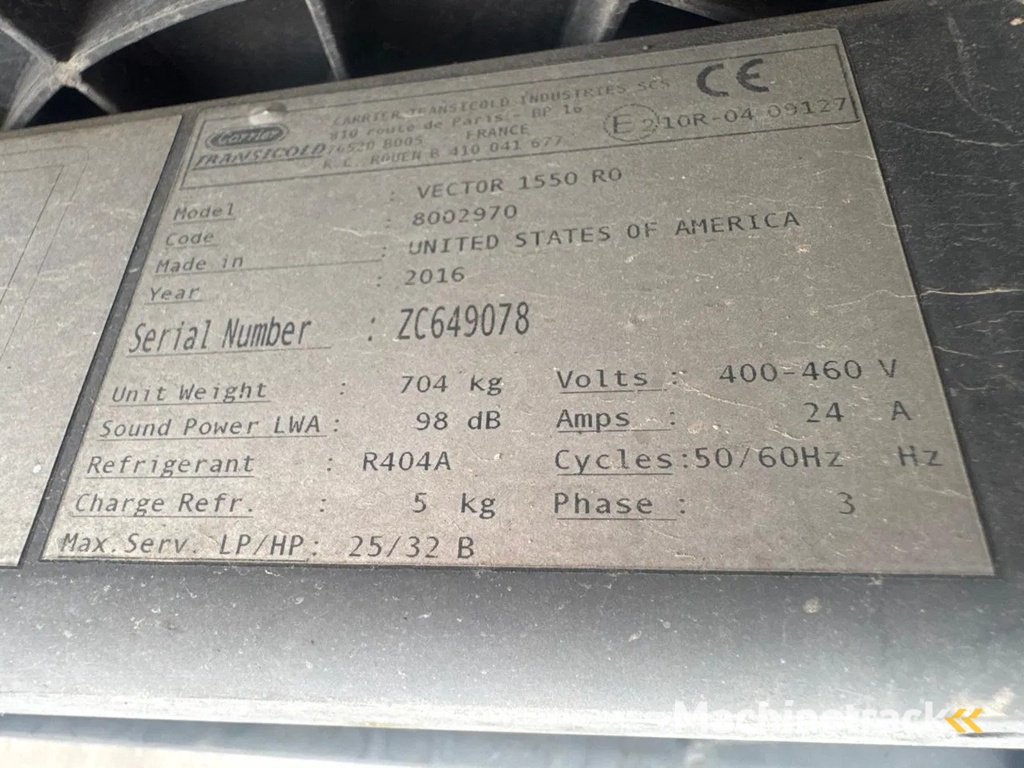 Carrier
TRANSICOLD
CARRIER TRANSICOLD INDUSTRIES SCS
810 route de Paris - BP 16
76520 BOOS FRANCE
R.C. ROUEN B 410 041 677
CE
E2 10R-04 09127
Model : VECTOR 1550 RO
Code : 8002970
Made in : UNITED STATES OF AMERICA
Year : 2016
Serial Number : ZC649078
Unit Weight : 704 kg Volts : 400-460 V
Sound Power LWA : 98 dB Amps : 24 A
Refrigerant : R404A Cycles:50/60Hz Hz
Charge Refr. : 5 kg Phase : 3
Max.Serv. LP/HP: 25/32 B
Machinetrack